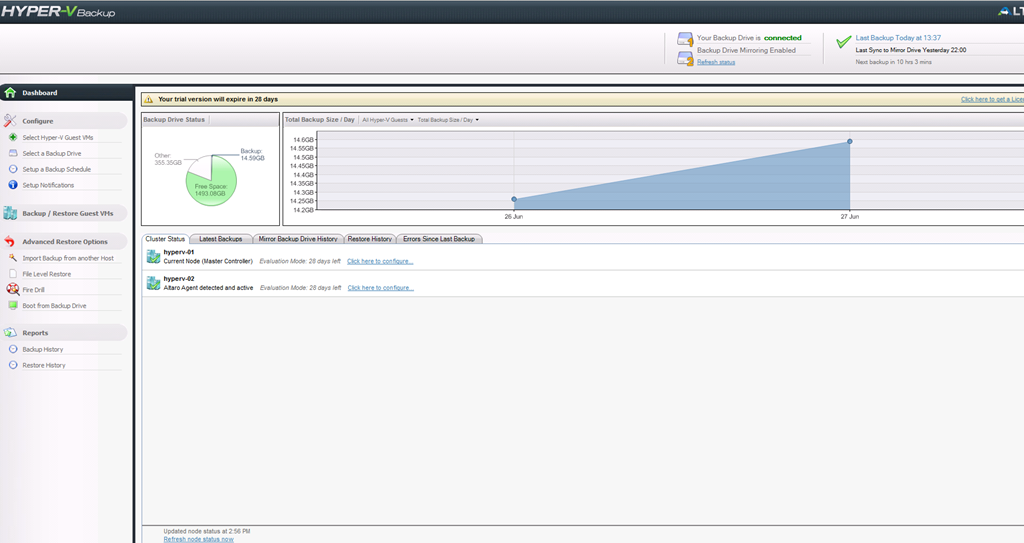 HYPER-V Backup
LT
Your Backup Drive is connected
Backup Drive Mirroring Enabled
Refresh status
Last Backup Today at 13:37
Last Sync to Mirror Drive Yesterday 22:00
Next backup in 10 hrs 3 mins
Dashboard
Configure
Select Hyper-V Guest VMs
Select a Backup Drive
Setup a Backup Schedule
Setup Notifications
Backup / Restore Guest VMs
Advanced Restore Options
Import Backup from another Host
File Level Restore
Fire Drill
Boot from Backup Drive
Reports
Backup History
Restore History
Your trial version will expire in 28 days
Click here to get a Lice
Backup Drive Status
Other:
355.35GB
Backup:
14.59GB
Free Space:
1493.08GB
Total Backup Size / Day All Hyper-V Guests Total Backup Size / Day
14.6GB
14.55GB
14.5GB
14.45GB
14.4GB
14.35GB
14.3GB
14.25GB
14.2GB
26 Jun 27 Jun
Cluster Status Latest Backups Mirror Backup Drive History Restore History Errors Since Last Backup
hyperv-01
Current Node (Master Controller) Evaluation Mode: 28 days left Click here to configure...
hyperv-02
Altaro Agent detected and active Evaluation Mode: 28 days left Click here to configure...
Updated node status at 2:56 PM
Refresh node status now